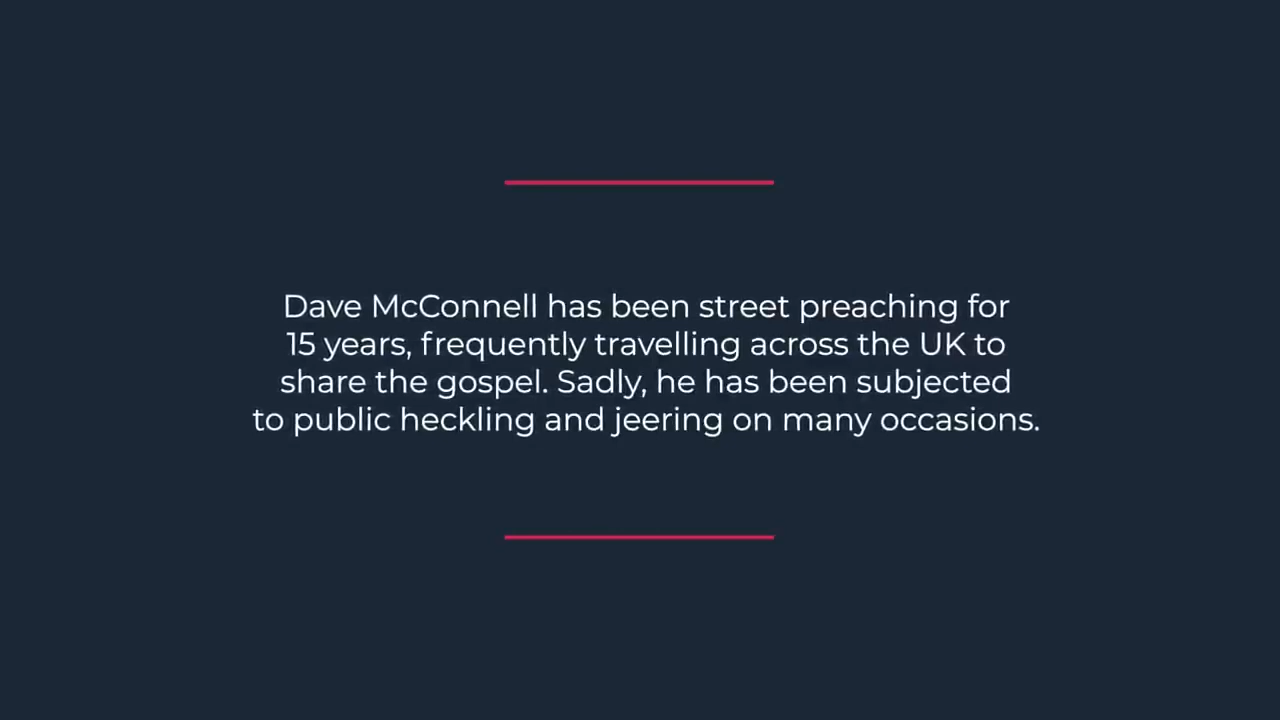 Dave McConnell has been street preaching for
15 years, frequently travelling across the UK to
share the gospel. Sadly, he has been subjected
to public heckling and jeering on many occasions.